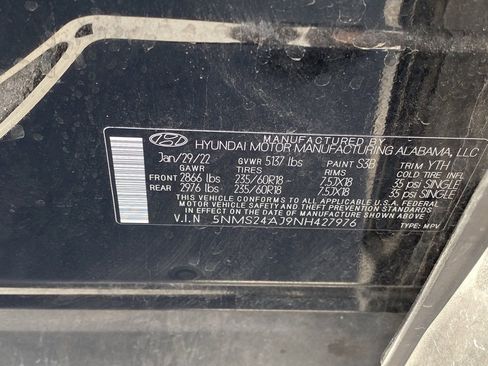 MANUFACTURED BY
HYUNDAI MOTOR MANUFACTURING ALABAMA, LLC
Jan/29/22 GVWR 5137 lbs PAINT S3B TRIM YTH
GAWR TIRES RIMS COLD TIRE INFL.
FRONT 2866 lbs 235/60R18 7.5JX18 35 psi SINGLE
REAR 2976 lbs 235/60R18 7.5JX18 35 psi SINGLE
THIS VEHICLE CONFORMS TO ALL APPLICABLE U.S.A. FEDERAL
MOTOR VEHICLE SAFETY AND THEFT PREVENTION STANDARDS
IN EFFECT ON THE DATE OF MANUFACTURE SHOWN ABOVE.
V.I.N 5NMS24AJ9NH427976 TYPE: MPV